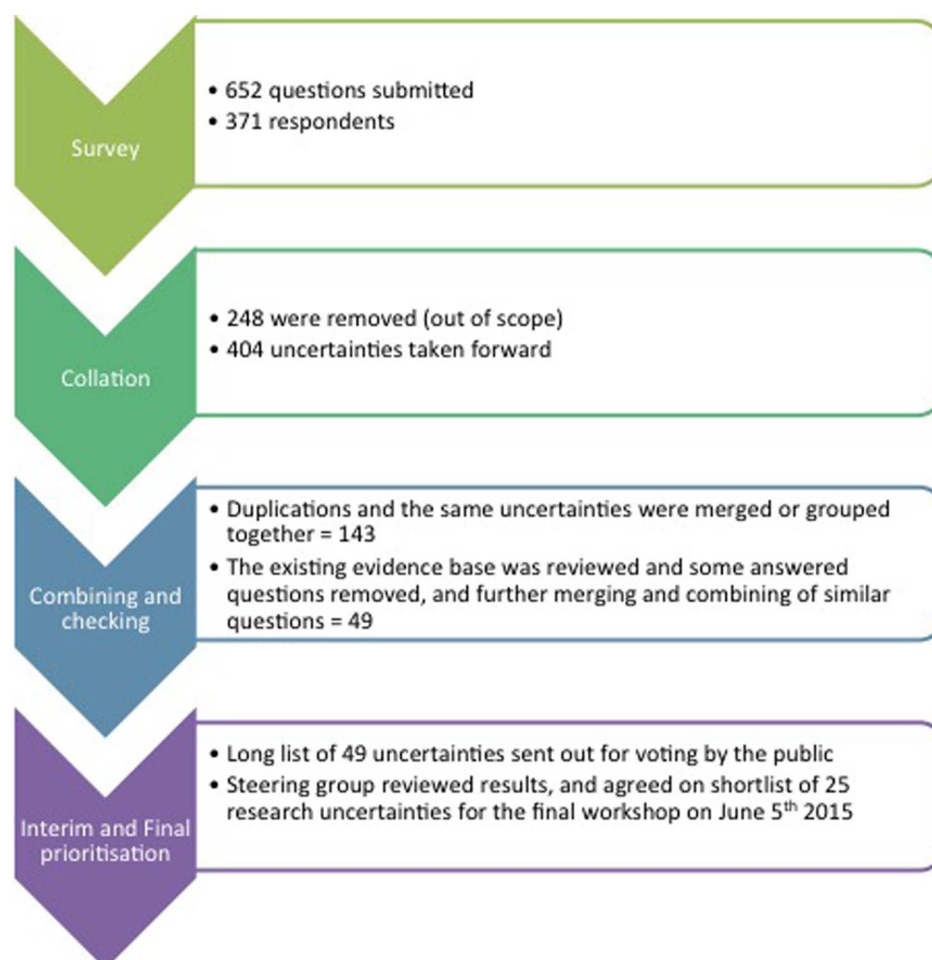 Survey
• 652 questions submitted
• 371 respondents
Collation
• 248 were removed (out of scope)
• 404 uncertainties taken forward
Combining and
checking
• Duplications and the same uncertainties were merged or grouped
together = 143
• The existing evidence base was reviewed and some answered
questions removed, and further merging and combining of similar
questions = 49
Interim and Final
prioritisation
• Long list of 49 uncertainties sent out for voting by the public
• Steering group reviewed results, and agreed on shortlist of 25
research uncertainties for the final workshop on June 5th 2015